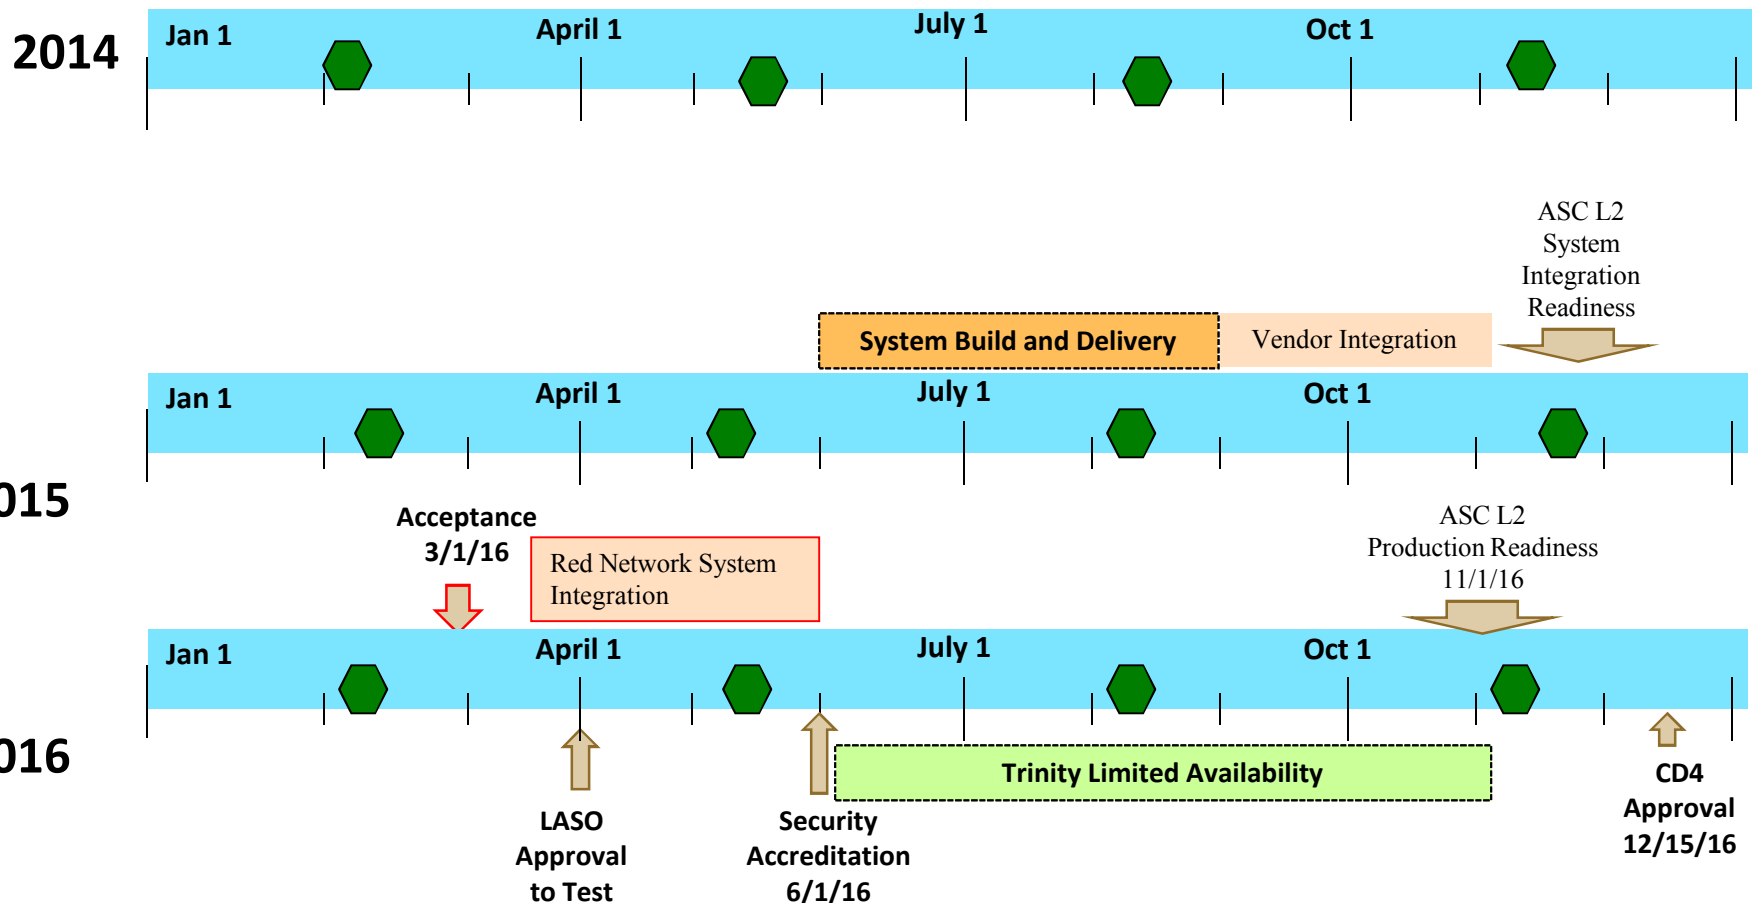 2014
Jan 1
April 1
July 1
Oct 1
ASC L2
System
Integration
Readiness
System Build and Delivery
Vendor Integration
015
Jan 1
April 1
July 1
Oct 1
Acceptance
3/1/16
Red Network System
Integration
ASC L2
Production Readiness
11/1/16
016
Jan 1
April 1
July 1
Oct 1
Trinity Limited Availability
LASO
Approval
to Test
Security
Accreditation
6/1/16
CD4
Approval
12/15/16